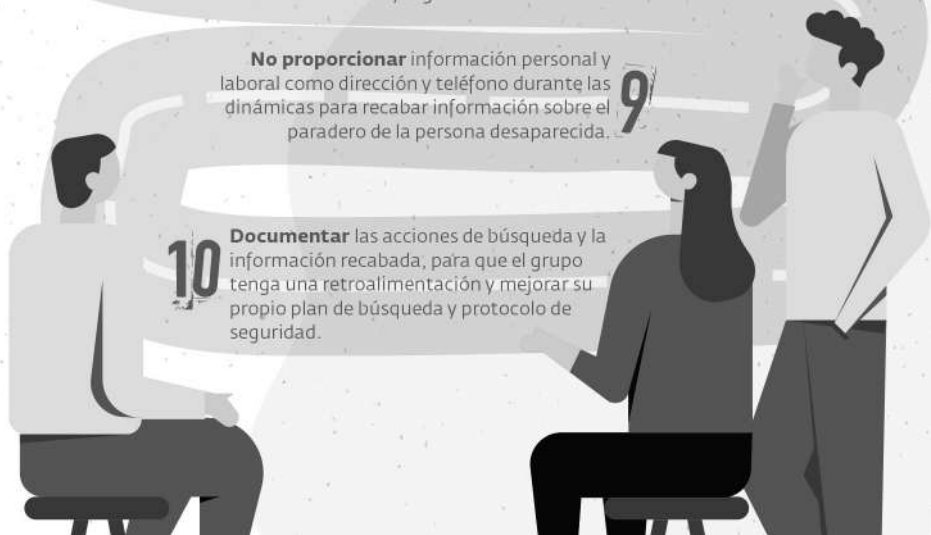 No proporcionar información personal y
laboral como dirección y teléfono durante las
dinámicas para recabar información sobre el
paradero de la persona desaparecida.
9
10
Documentar las acciones de búsqueda y la
información recabada, para que el grupo
tenga una retroalimentación y mejorar su
propio plan de búsqueda y protocolo de
seguridad.